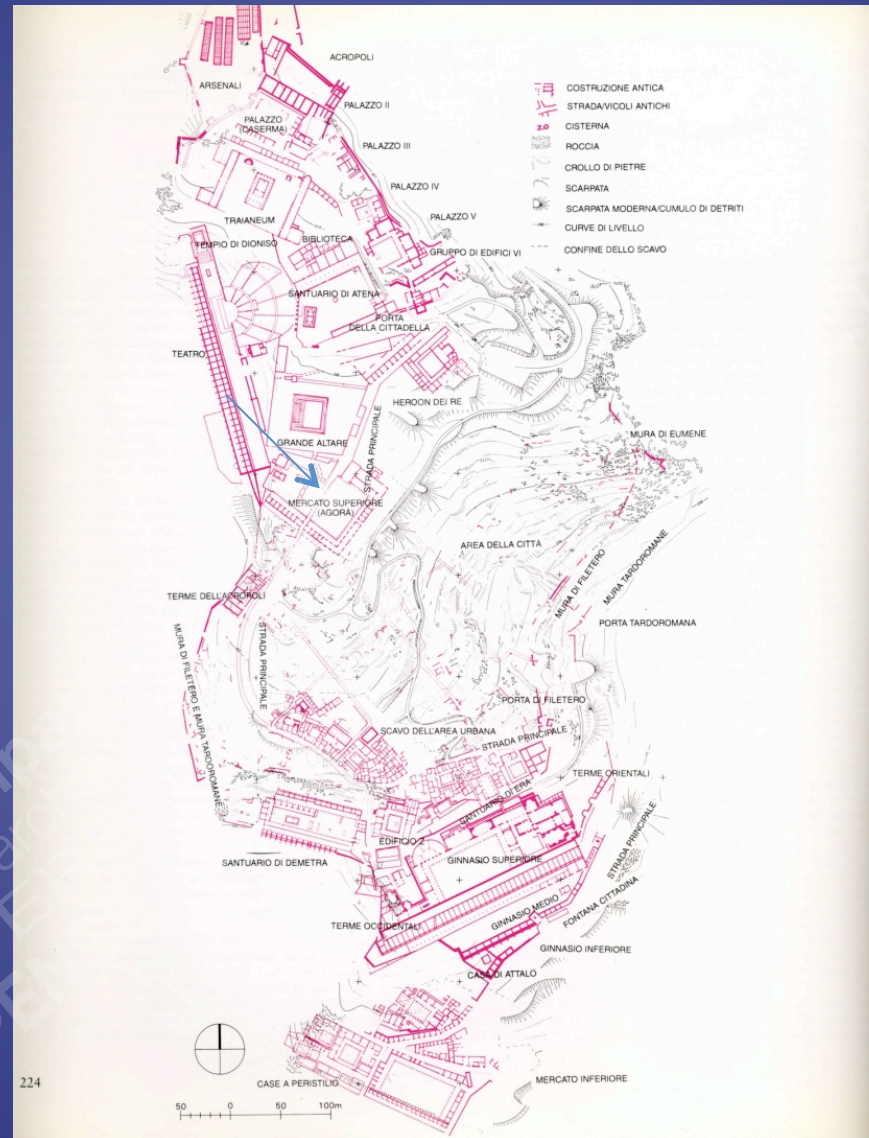 ACROPOLI
ARSENALI
PALAZZO II
PALAZZO
(CASERMA)
PALAZZO III
PALAZZO IV
PALAZZO V
TRAIANEUM
TEMPIO DI DIONISO
BIBLIOTECA
GRUPPO DI EDIFICI VI
SANTUARIO DI ATENA
PORTA
DELLA CITTADELLA
TEATRO
HEROON DEI RE
GRANDE ALTARE
STRADA PRINCIPALE
MERCATO SUPERIORE
(AGORÀ)
MURA DI EUMENE
AREA DELLA CITTÀ
MURA DI FILETERO
MURA TARDOROMANE
PORTA TARDOROMANA
TERME DELL'ACROPOLI
MURA DI FILETERO E MURA TARDOROMANE
STRADA PRINCIPALE
PORTA DI FILETERO
SCAVO DELL'AREA URBANA
STRADA PRINCIPALE
TERME ORIENTALI
SANTUARIO DI ERA
EDIFICIO Z
SANTUARIO DI DEMETRA
GINNASIO SUPERIORE
STRADA PRINCIPALE
TERME OCCIDENTALI
GINNASIO MEDIO
FONTANA CITTADINA
GINNASIO INFERIORE
CASA DI ATTALO
CASE A PERISTILIO
MERCATO INFERIORE
COSTRUZIONE ANTICA
STRADA/VICOLI ANTICHI
CISTERNA
ROCCIA
CROLLO DI PIETRE
SCARPATA
SCARPATA MODERNA/CUMULO DI DETRITI
CURVE DI LIVELLO
CONFINE DELLO SCAVO
224
50 0 50 100m